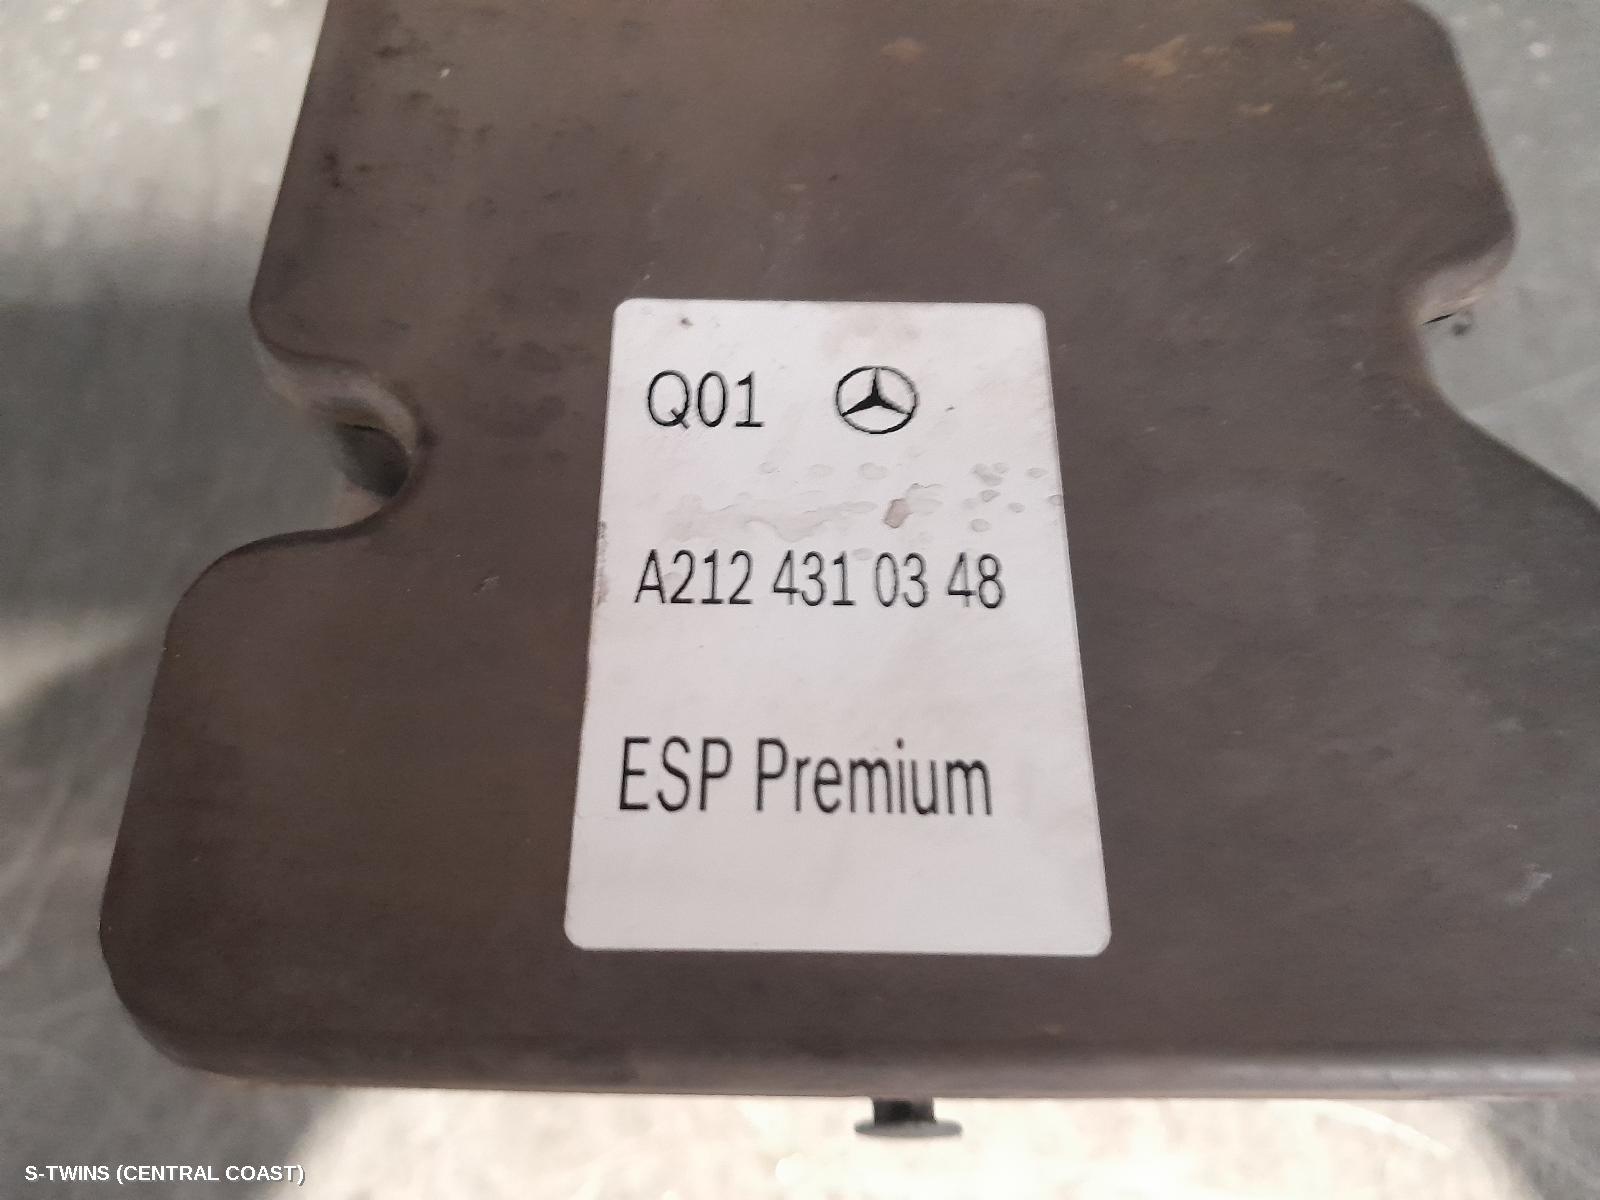 Q01
A212 431 03 48
ESP Premium
S-TWINS (CENTRAL COAST)